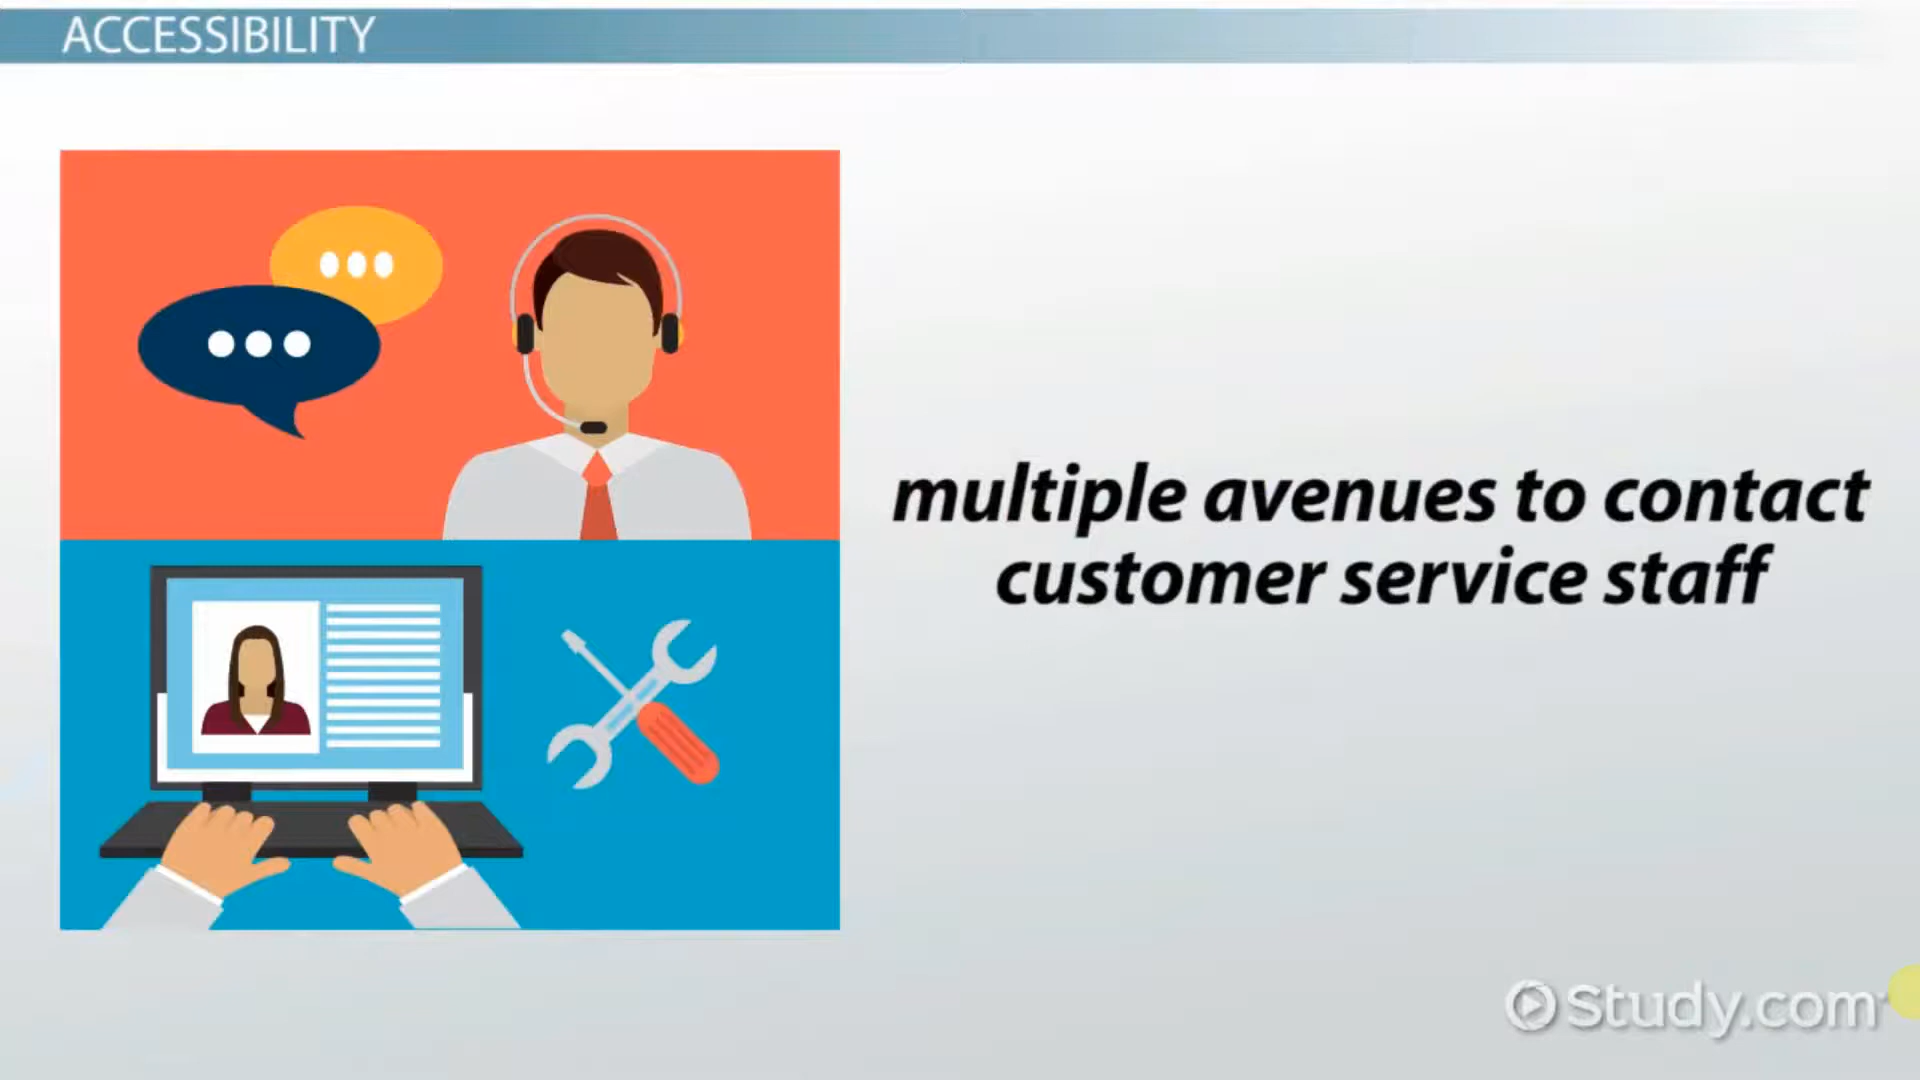 ACCESSIBILITY
multiple avenues to contact
customer service staff
Study.com